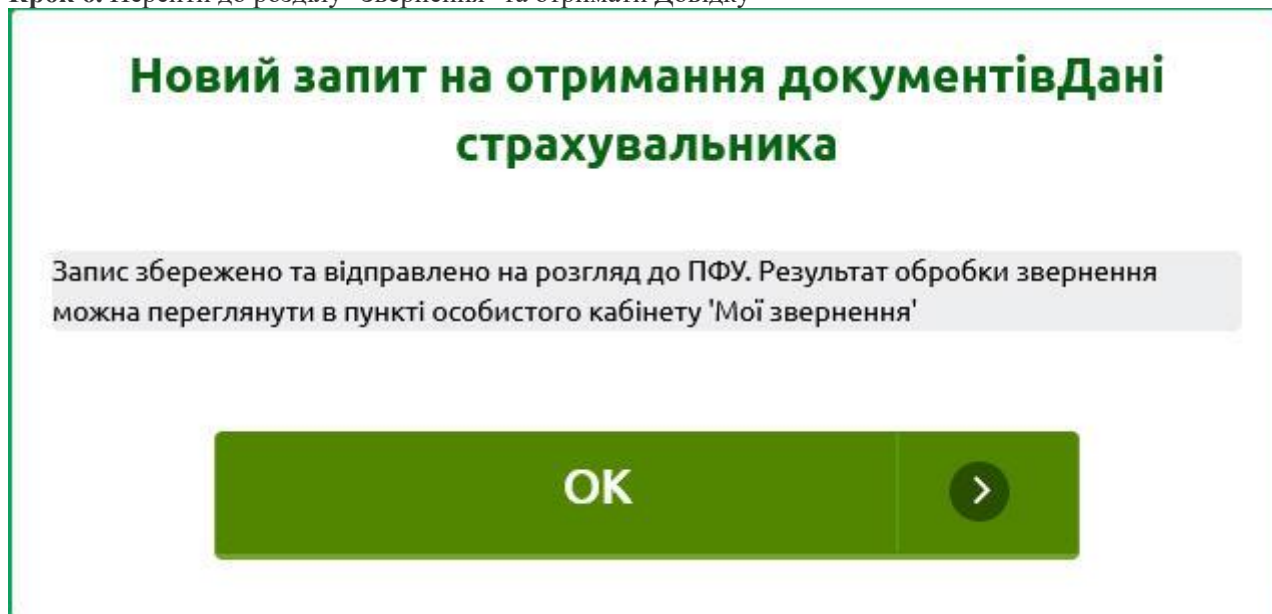 Новий запит на отримання документівДані
страхувальника
Запис збережено та відправлено на розгляд до ПФУ. Результат обробки звернення
можна переглянути в пункті особистого кабінету 'Мої звернення'
ОК